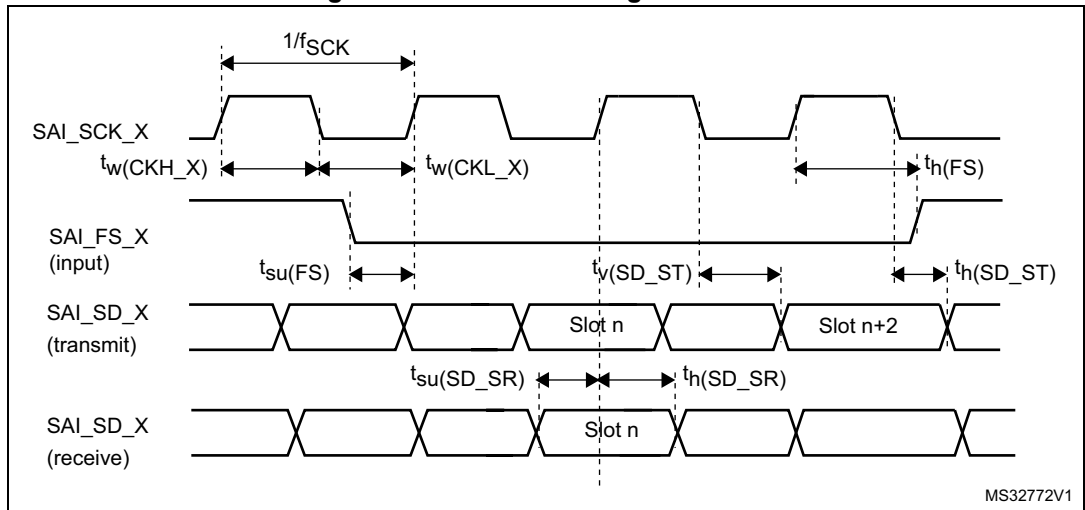 1/fSCK
SAI_SCK_X
tw(CKH_X)
tw(CKL_X)
th(FS)
SAI_FS_X
(input)
tsu(FS)
tv(SD_ST)
th(SD_ST)
SAI_SD_X
(transmit)
Slot n
Slot n+2
tsu(SD_SR)
th(SD_SR)
SAI_SD_X
(receive)
Slot n
MS32772V1